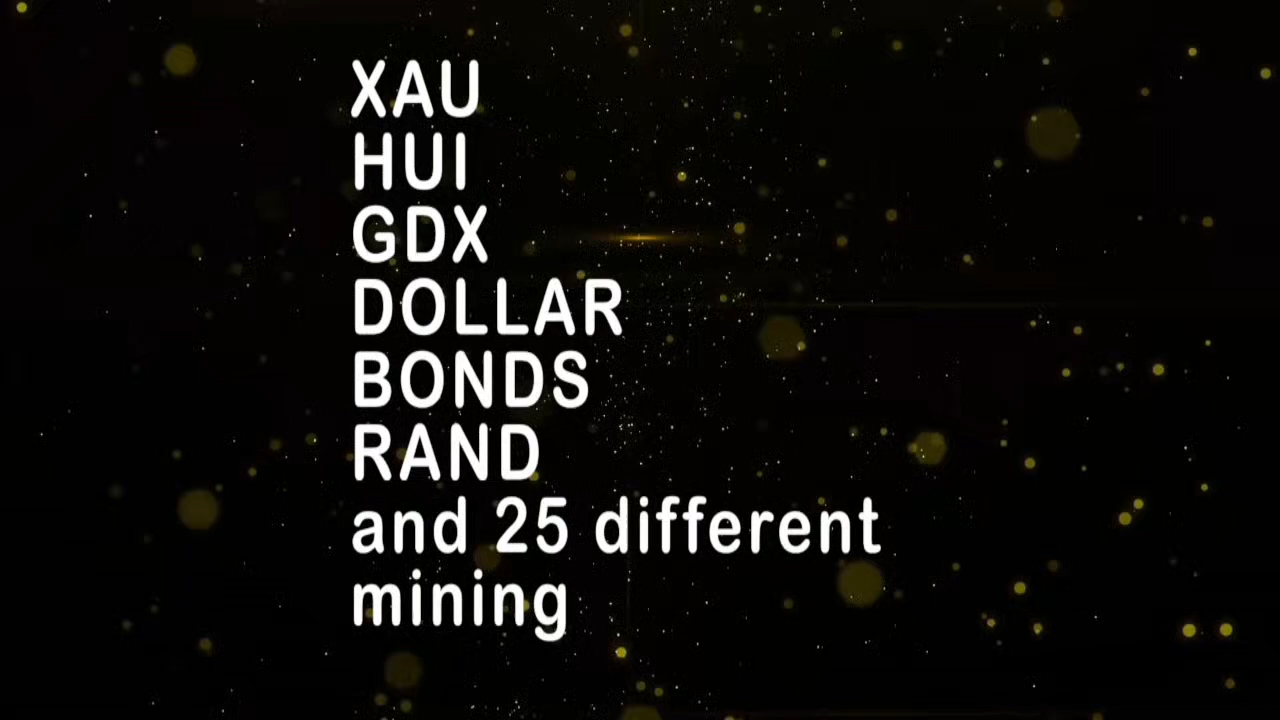 XAU
HUI
GDX
DOLLAR
BONDS
RAND
and 25 different
mining